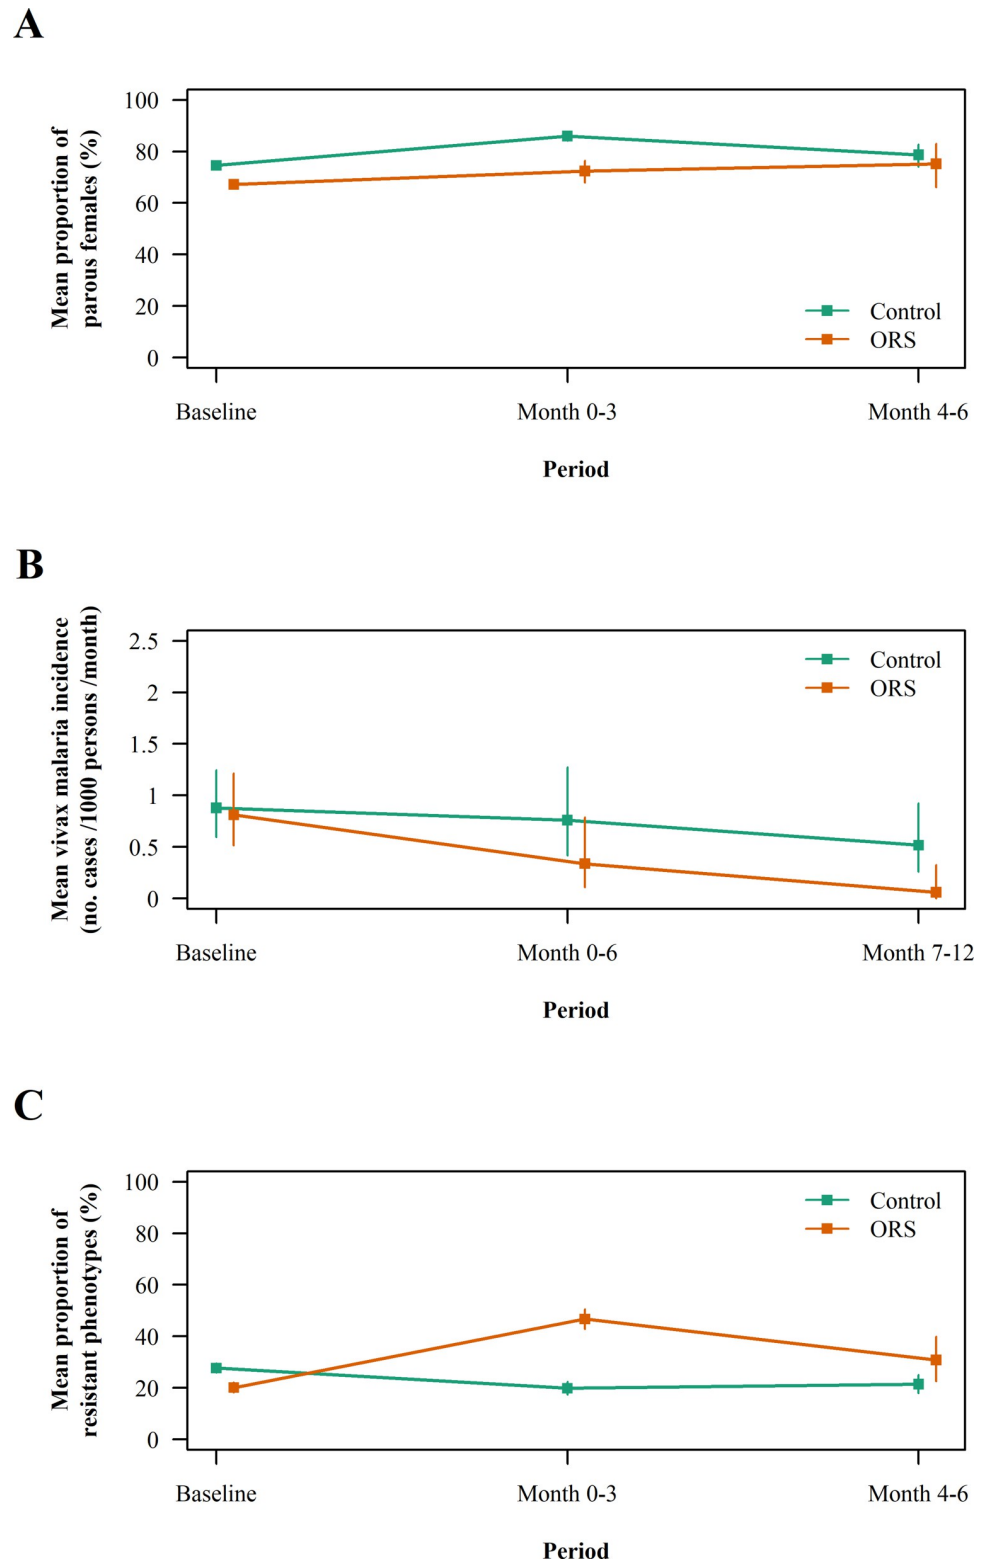 A
Mean proportion of
parous females (%)
100
80
60
40
20
0
Control
ORS
Baseline
Month 0-3
Month 4-6
Period
B
Mean vivax malaria incidence
(no. cases /1000 persons /month)
2.5
2
1.5
1
0.5
0
Control
ORS
Baseline
Month 0-6
Month 7-12
Period
C
Mean proportion of
resistant phenotypes (%)
100
80
60
40
20
0
Control
ORS
Baseline
Month 0-3
Month 4-6
Period